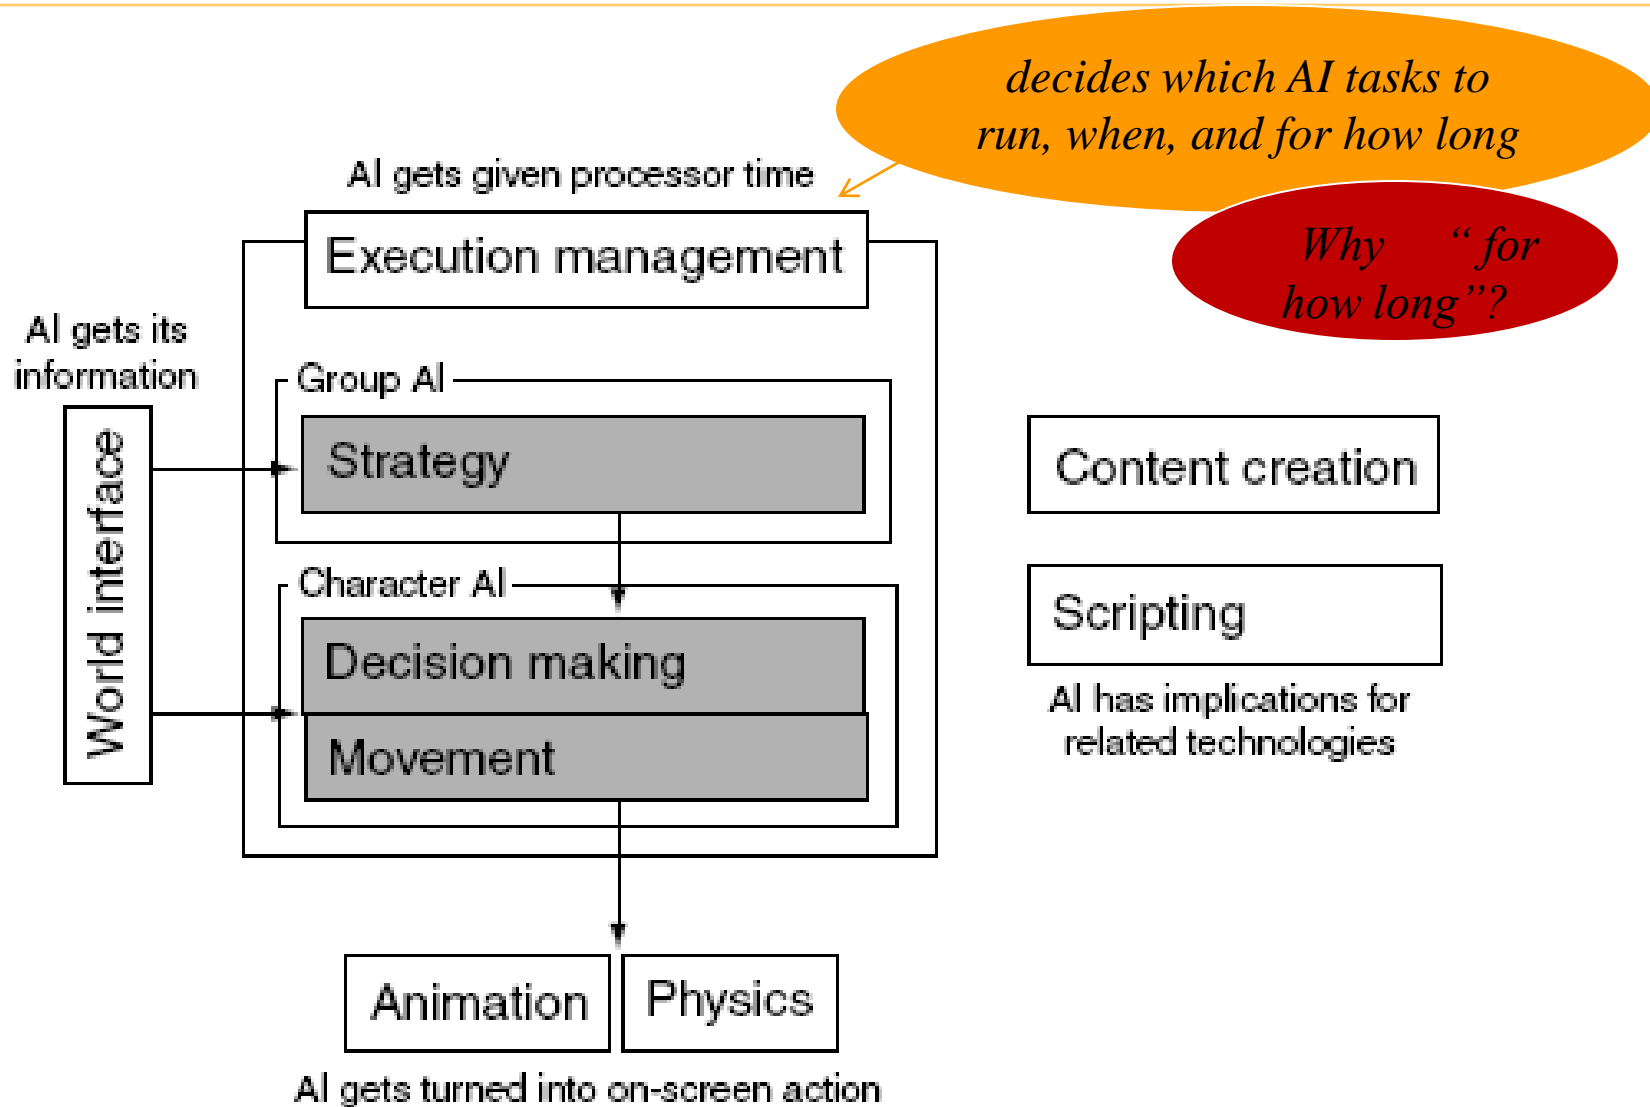 decides which AI tasks to
run, when, and for how long
Why “ for
how long”?
AI gets given processor time
Execution management
AI gets its
information
World interface
Group AI
Strategy
Character AI
Decision making
Movement
Content creation
Scripting
AI has implications for
related technologies
Animation
Physics
AI gets turned into on-screen action